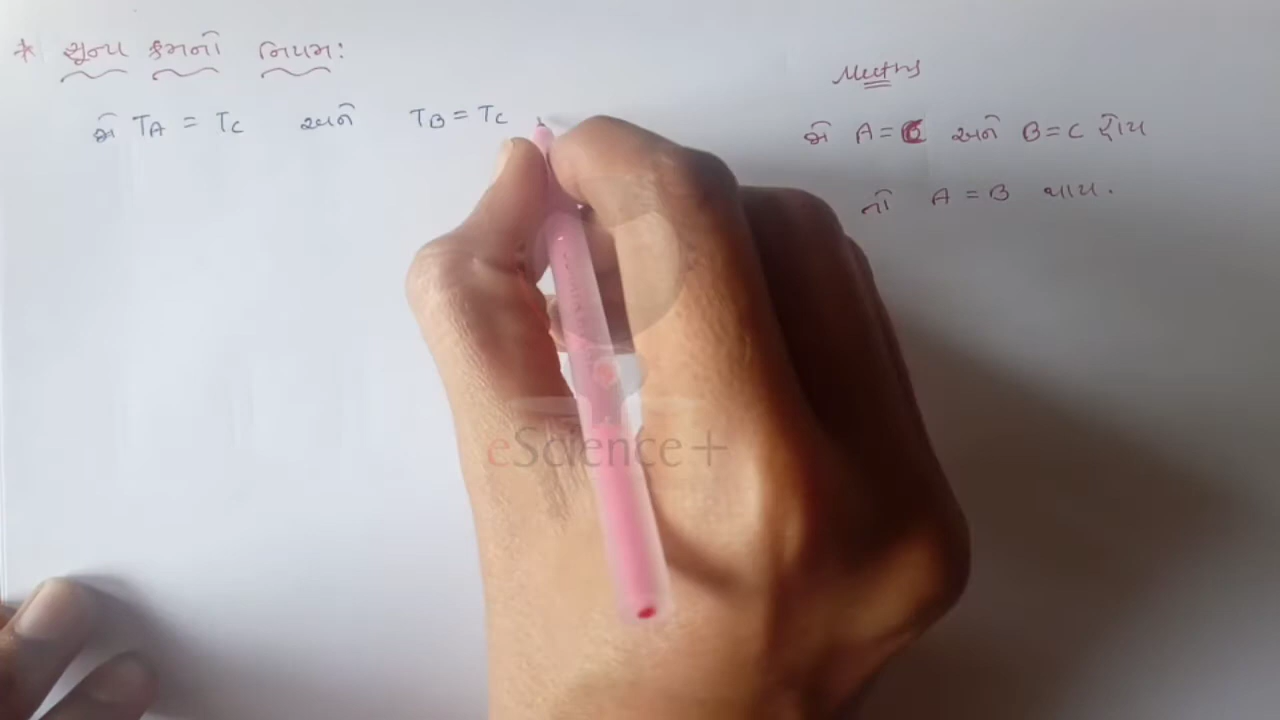 * શુન્ય ક્રમનો નિયમ:
જો TA = TC અને TB = TC
Maths
જો A = C અને B = C હોય
તો A = B થાય.
eScience+